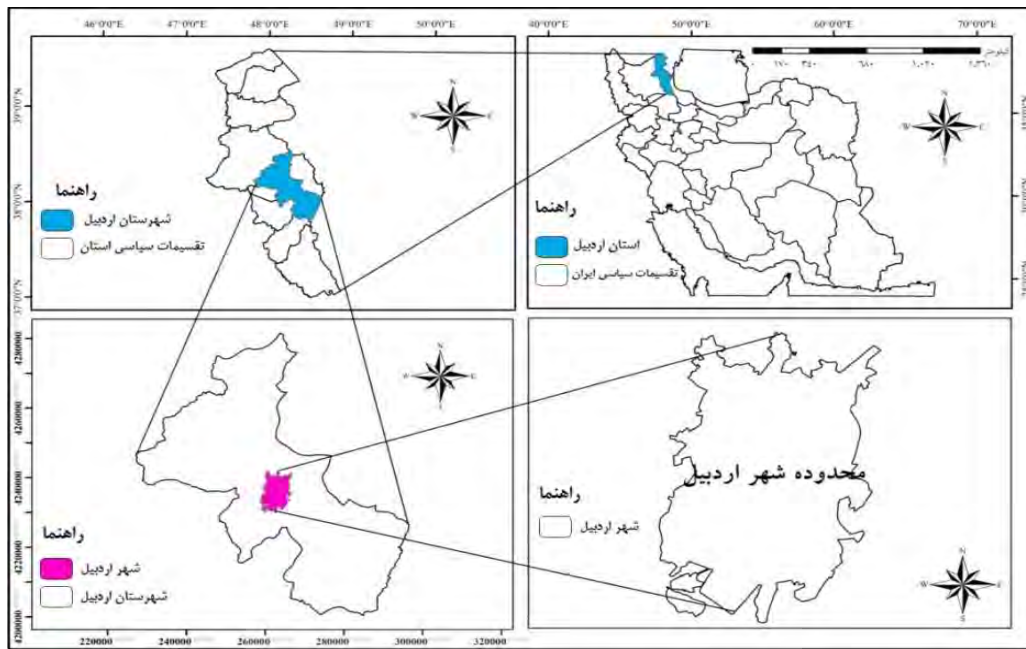 46°0'0"E 47°0'0"E 48°0'0"E 49°0'0"E 50°0'0"E
40°0'0"E 50°0'0"E 60°0'0"E 70°0'0"E
39°0'0"N
38°0'0"N
37°0'0"N
N
W E
S
راهنما
شهرستان اردبیل
تقسیمات سیاسی استان
کیلومتر
۰ ۱۷۰ ۳۴۰ ۶۸۰ ۱،۰۲۰ ۱،۳۶۰
N
W E
S
راهنما
استان اردبیل
تقسیمات سیاسی ایران
4280000
4260000
4240000
4220000
4200000
N
W E
راهنما
شهر اردبیل
شهرستان اردبیل
220000 240000 260000 280000 300000 320000
محدوده شهر اردبیل
راهنما
شهر اردبیل
N
W E
S